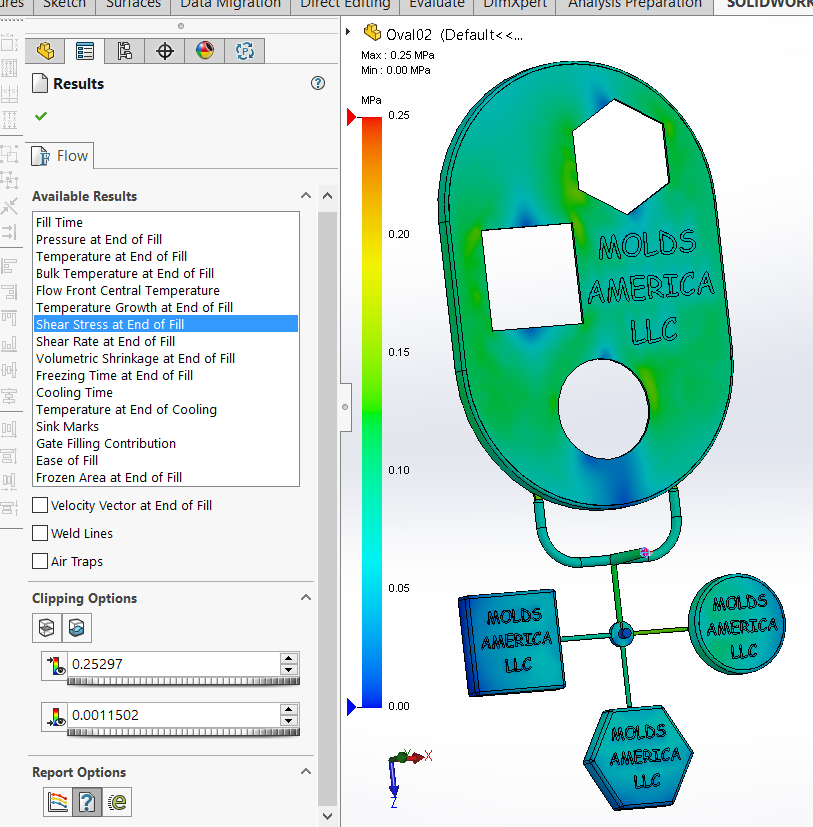 ures Sketch Surfaces Data Migration Direct Editing Evaluate DimXpert Analysis Preparation SOLIDWORK
Results
Flow
Available Results
Fill Time
Pressure at End of Fill
Temperature at End of Fill
Bulk Temperature at End of Fill
Flow Front Central Temperature
Temperature Growth at End of Fill
Shear Stress at End of Fill
Shear Rate at End of Fill
Volumetric Shrinkage at End of Fill
Freezing Time at End of Fill
Cooling Time
Temperature at End of Cooling
Sink Marks
Gate Filling Contribution
Ease of Fill
Frozen Area at End of Fill
Velocity Vector at End of Fill
Weld Lines
Air Traps
Clipping Options
0.25297
0.0011502
Report Options
Oval02 (Default<<...
Max : 0.25 MPa
Min : 0.00 MPa
MPa
0.25
0.20
0.15
0.10
0.05
0.00
MOLDS
AMERICA
LLC
MOLDS
AMERICA
LLC
MOLDS
AMERICA
LLC
MOLDS
AMERICA
LLC
Y
X
Z